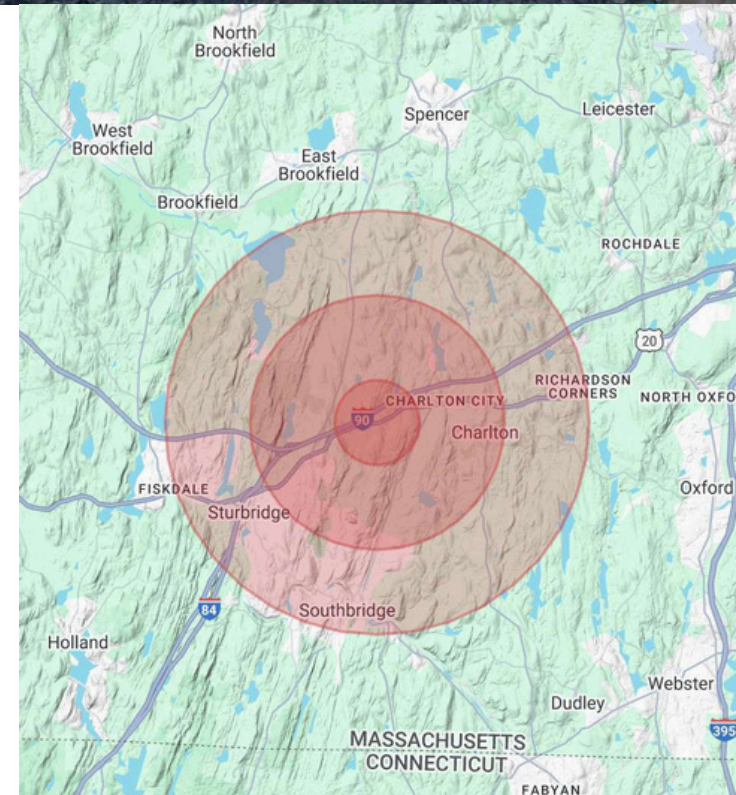 North
Brookfield
Spencer
Leicester
West
Brookfield
East
Brookfield
Brookfield
ROCHDALE
20
RICHARDSON
CORNERS
NORTH OXFO
CHARLTON CITY
90
Charlton
FISKDALE
Oxford
Sturbridge
84
Southbridge
Holland
Webster
Dudley
395
MASSACHUSETTS
CONNECTICUT
FABYAN